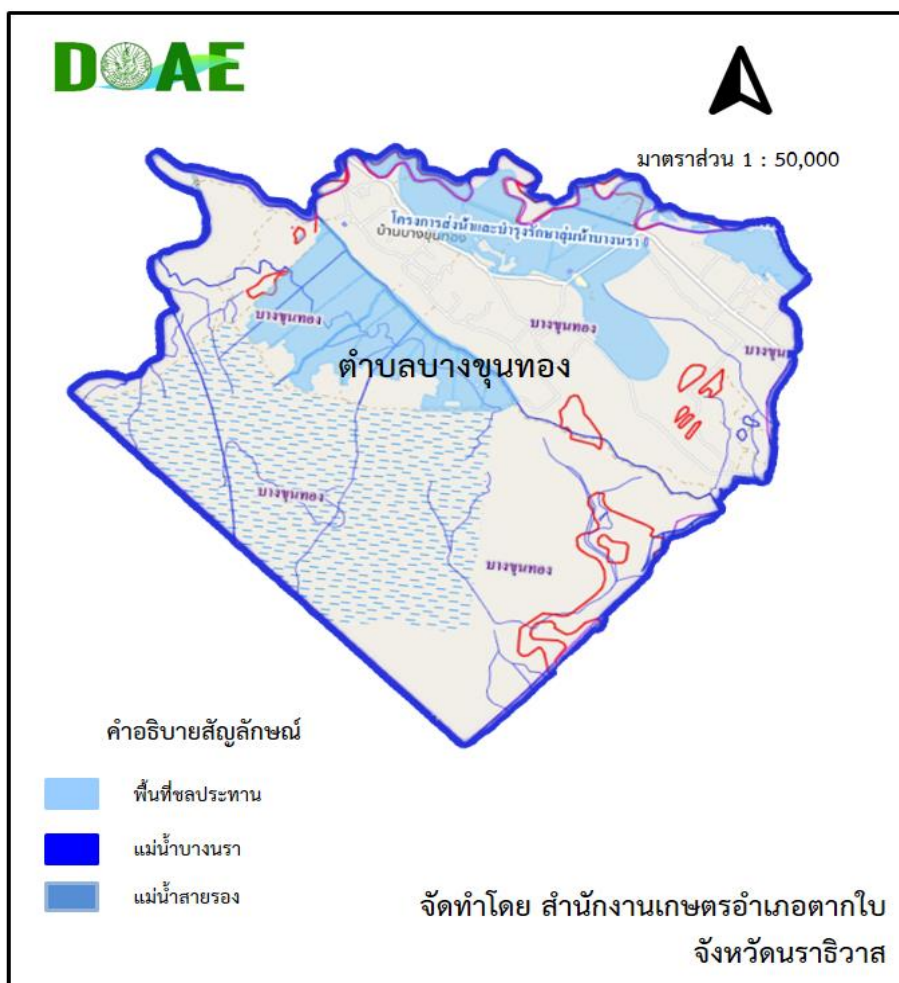 DOAE
มาตราส่วน 1 : 50,000
โครงการส่งน้ำและบำรุงรักษาลุ่มน้ำบางนรา
บ้านบางขุนทอง
บางขุนทอง
บางขุนทอง
บางขุนท
ตำบลบางขุนทอง
บางขุนทอง
บางขุนทอง
คำอธิบายสัญลักษณ์
พื้นที่ชลประทาน
แม่น้ำบางนรา
แม่น้ำสายรอง
จัดทำโดย สำนักงานเกษตรอำเภอตากใบ
จังหวัดนราธิวาส